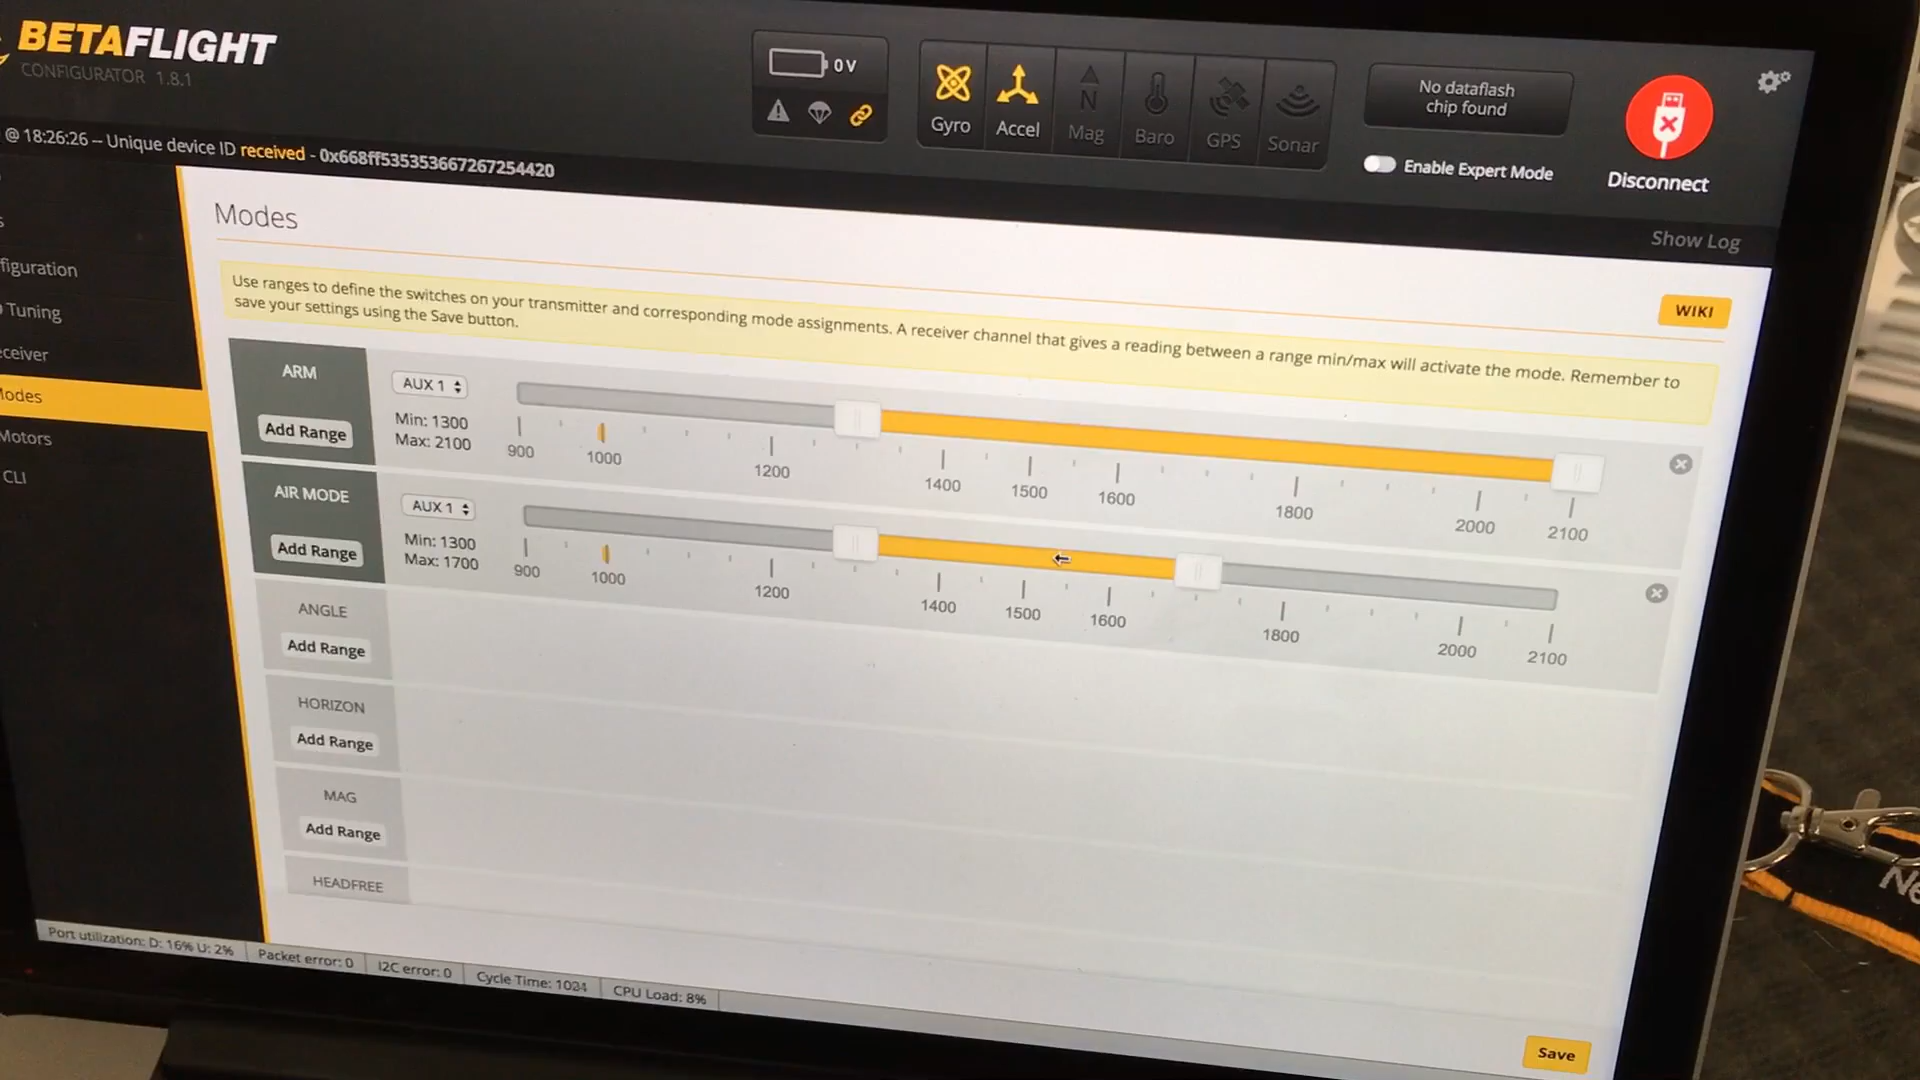 BETAFLIGHT
CONFIGURATOR 1.8.1
0 V
Gyro
Accel
Mag
Baro
GPS
Sonar
No dataflash
chip found
Enable Expert Mode
Disconnect
@ 18:26:26 -- Unique device ID received - 0x668ff535353667267254420
Show Log
figuration
Tuning
ceiver
odes
Motors
CLI
Modes
WIKI
Use ranges to define the switches on your transmitter and corresponding mode assignments. A receiver channel that gives a reading between a range min/max will activate the mode. Remember to
save your settings using the Save button.
ARM
Add Range
AUX 1
Min: 1300
Max: 2100
900 1000 1200 1400 1500 1600 1800 2000 2100
AIR MODE
Add Range
AUX 1
Min: 1300
Max: 1700
900 1000 1200 1400 1500 1600 1800 2000 2100
ANGLE
Add Range
HORIZON
Add Range
MAG
Add Range
HEADFREE
Port utilization: D: 16% U: 2% Packet error: 0 I2C error: 0 Cycle Time: 1024 CPU Load: 8%
Save